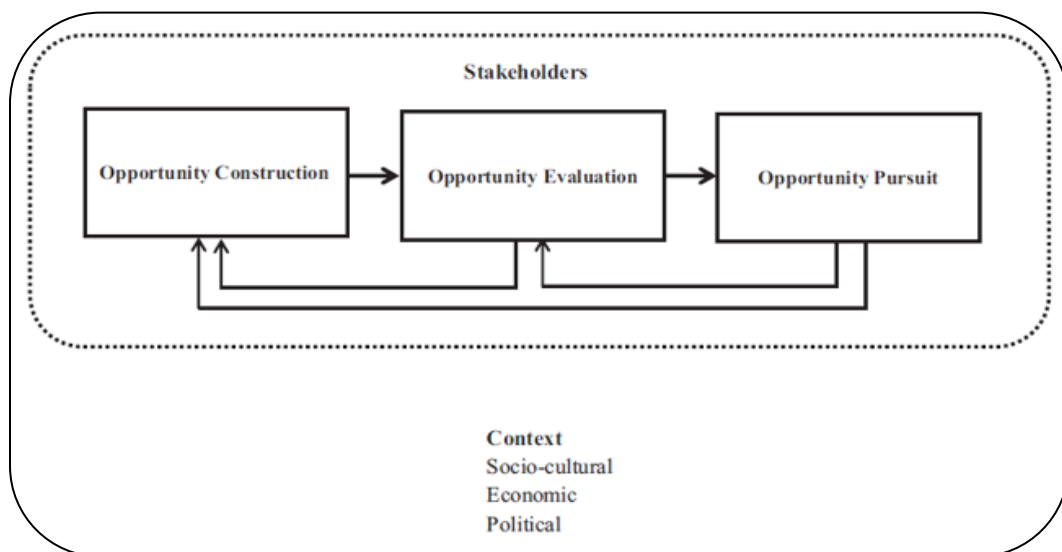 Stakeholders
Opportunity Construction
Opportunity Evaluation
Opportunity Pursuit
Context
Socio-cultural
Economic
Political